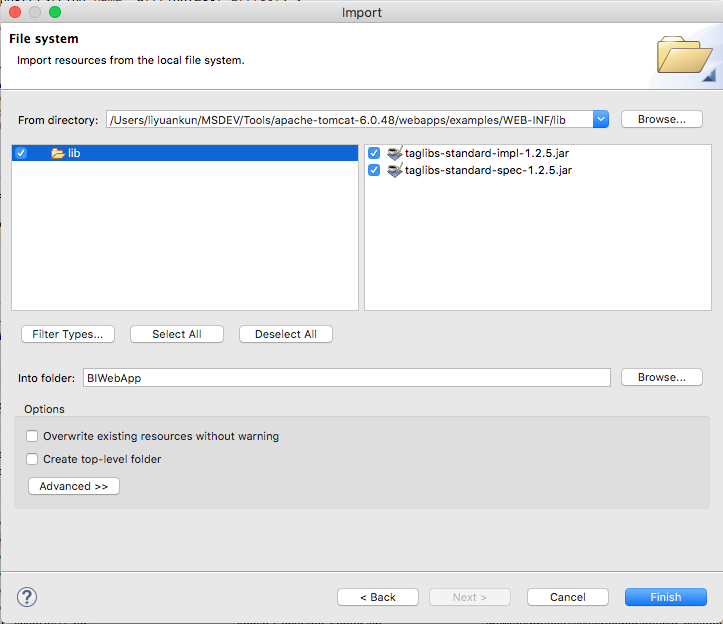 Import
File system
Import resources from the local file system.
From directory: /Users/liyuankun/MSDEV/Tools/apache-tomcat-6.0.48/webapps/examples/WEB-INF/lib Browse...
lib
taglibs-standard-impl-1.2.5.jar
taglibs-standard-spec-1.2.5.jar
Filter Types... Select All Deselect All
Into folder: BIWebApp Browse...
Options
Overwrite existing resources without warning
Create top-level folder
Advanced >>
? < Back Next > Cancel Finish